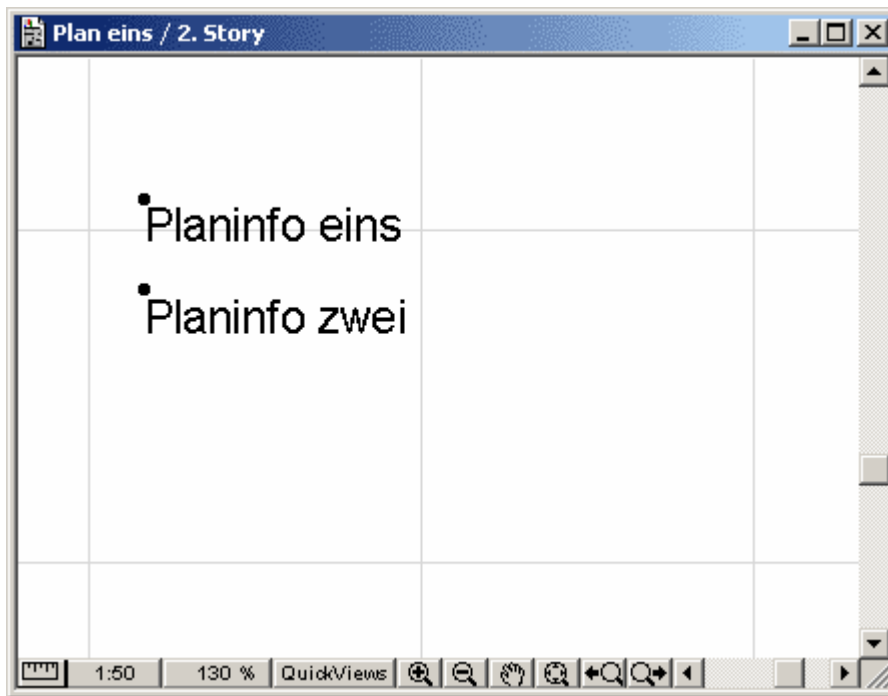 Plan eins / 2. Story
Planinfo eins
Planinfo zwei
1:50 130 % QuickViews